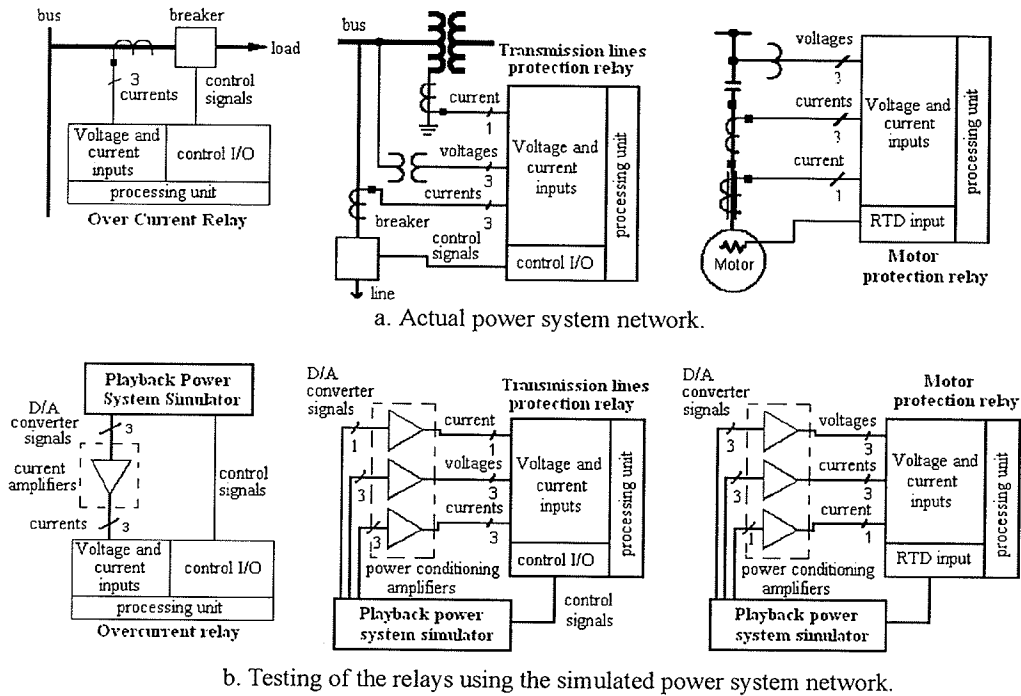 bus
breaker
load
3
currents
control
signals
Voltage and
current
inputs
control I/O
processing unit
Over Current Relay
bus
Transmission lines
protection relay
current
1
voltages
3
currents
3
breaker
control
signals
line
Voltage and
current
inputs
control I/O
processing unit
voltages
3
currents
3
current
1
Voltage and
current
inputs
RTD input
processing unit
Motor
Motor
protection relay
a. Actual power system network.
Playback Power
System Simulator
D/A
converter
signals
3
current
amplifiers
control
signals
currents
3
Voltage and
current
inputs
control I/O
processing unit
Overcurrent relay
D/A
converter
signals
1
3
3
Transmission lines
protection relay
current
1
voltages
3
currents
3
Voltage and
current
inputs
control I/O
processing unit
power conditioning
amplifiers
control
signals
Playback power
system simulator
D/A
converter
signals
3
3
1
Motor
protection relay
voltages
3
currents
3
current
1
Voltage and
current
inputs
RTD input
processing unit
power conditioning
amplifiers
Playback power
system simulator
b. Testing of the relays using the simulated power system network.